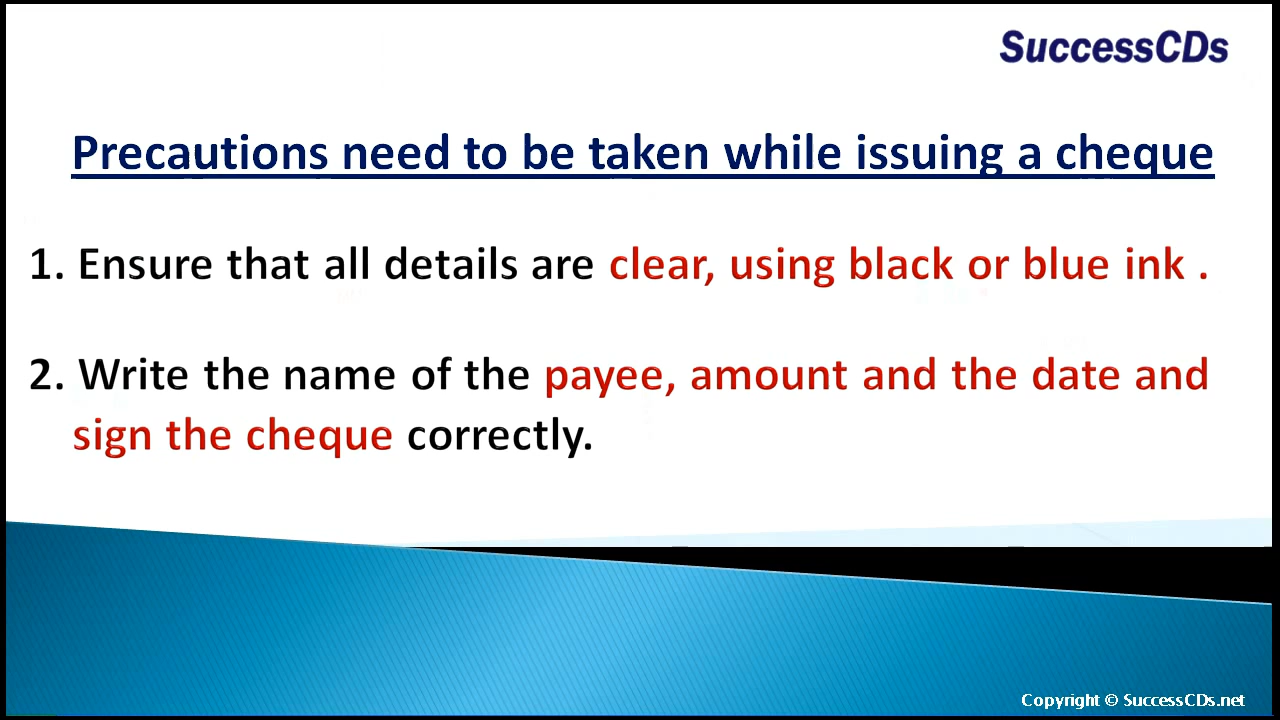 SuccessCDs
Precautions need to be taken while issuing a cheque
1. Ensure that all details are clear, using black or blue ink .
2. Write the name of the payee, amount and the date and
sign the cheque correctly.
Copyright © SuccessCDs.net